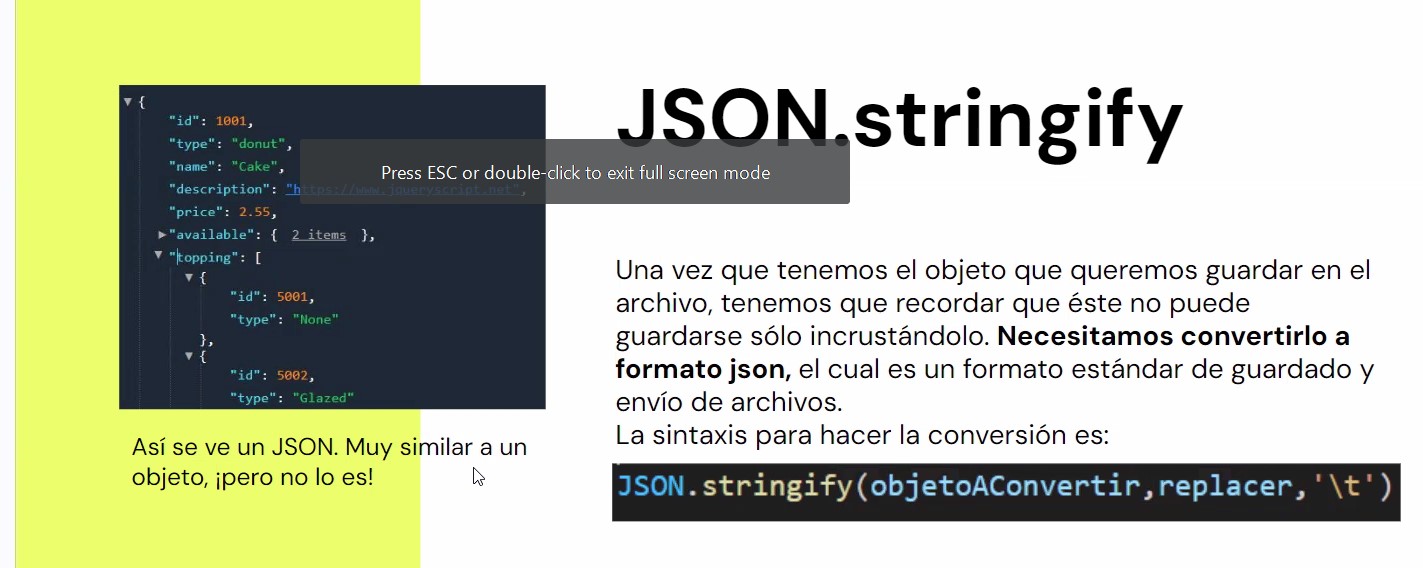 {
"id": 1001,
"type": "donut",
"name": "Cake",
"description": "https://www.jqueryscript.net",
"price": 2.55,
"available": { 2 items },
"topping": [
{
"id": 5001,
"type": "None"
},
{
"id": 5002,
"type": "Glazed"
Así se ve un JSON. Muy similar a un
objeto, ¡pero no lo es!
JSON.stringify
Press ESC or double-click to exit full screen mode
Una vez que tenemos el objeto que queremos guardar en el
archivo, tenemos que recordar que éste no puede
guardarse sólo incrustándolo. Necesitamos convertirlo a
formato json, el cual es un formato estándar de guardado y
envío de archivos.
La sintaxis para hacer la conversión es:
JSON.stringify(objetoAConvertir,replacer,'\t')